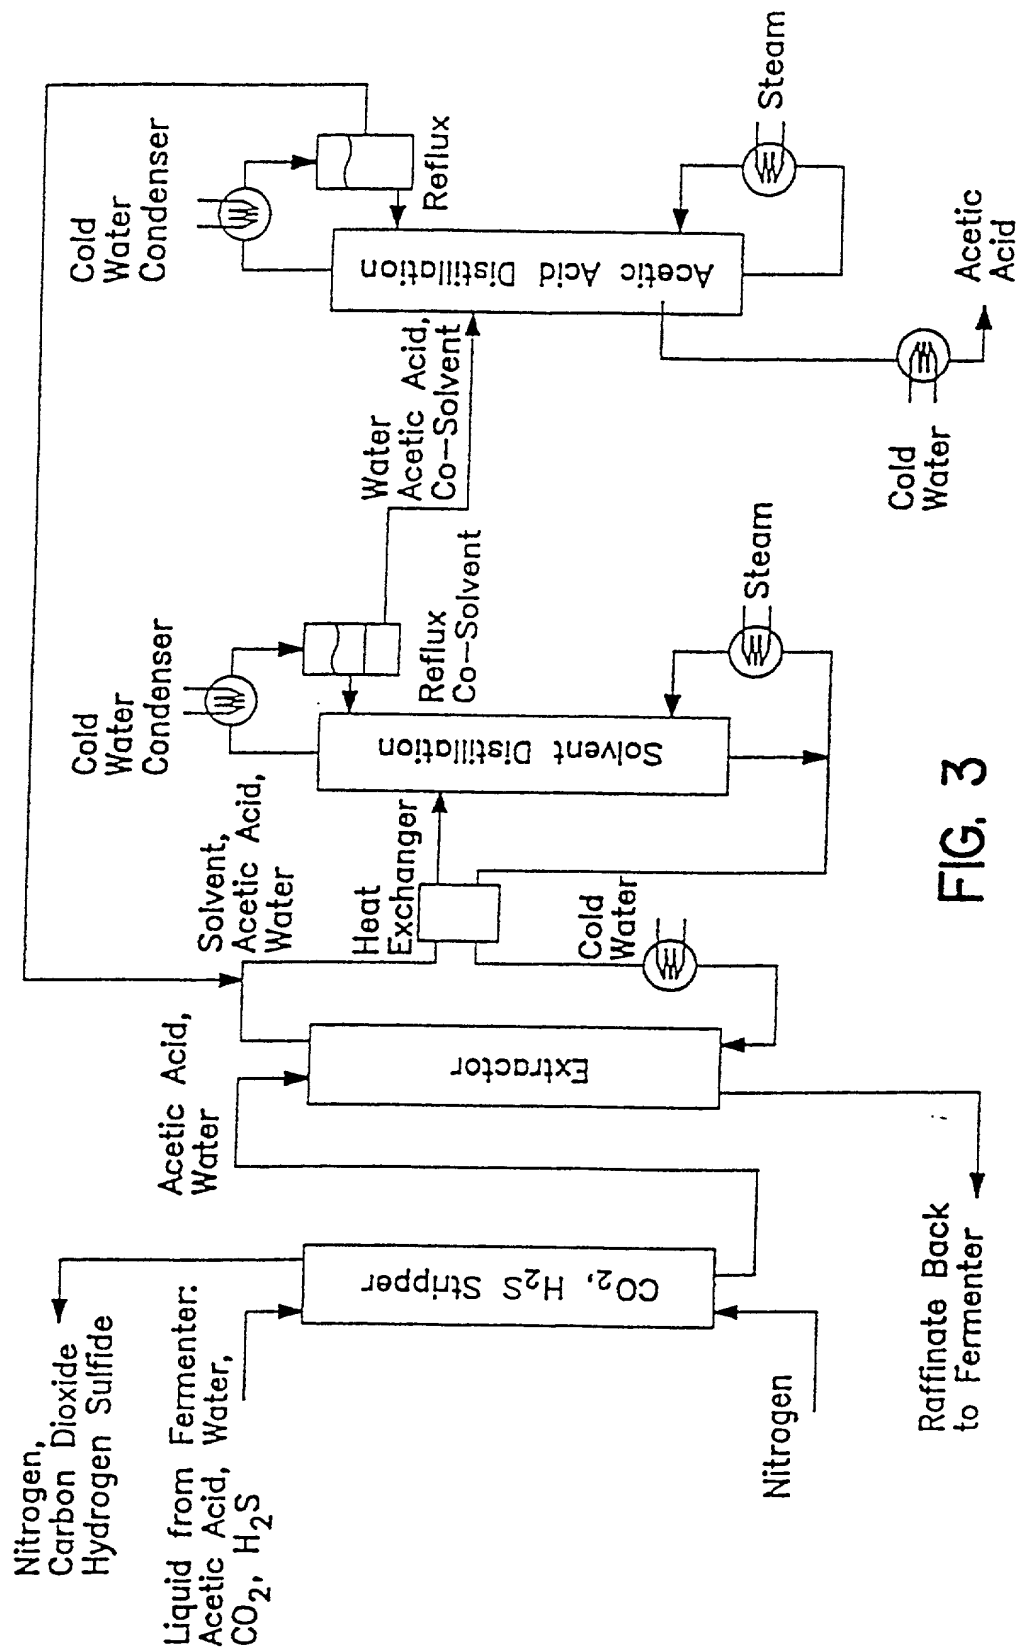 Nitrogen,
Carbon Dioxide
Hydrogen Sulfide
Liquid from Fermenter:
Acetic Acid, Water,
CO2, H2S
CO2, H2S Stripper
Nitrogen
Acetic Acid,
Water
Extractor
Raffinate Back
to Fermenter
Solvent,
Acetic Acid,
Water
Heat
Exchanger
Cold
Water
Cold
Water
Condenser
Solvent Distillation
Reflux
Co-Solvent
Steam
Water
Acetic Acid,
Co-Solvent
Cold
Water
Condenser
Acetic Acid Distillation
Reflux
Steam
Cold
Water
Acetic
Acid
FIG. 3